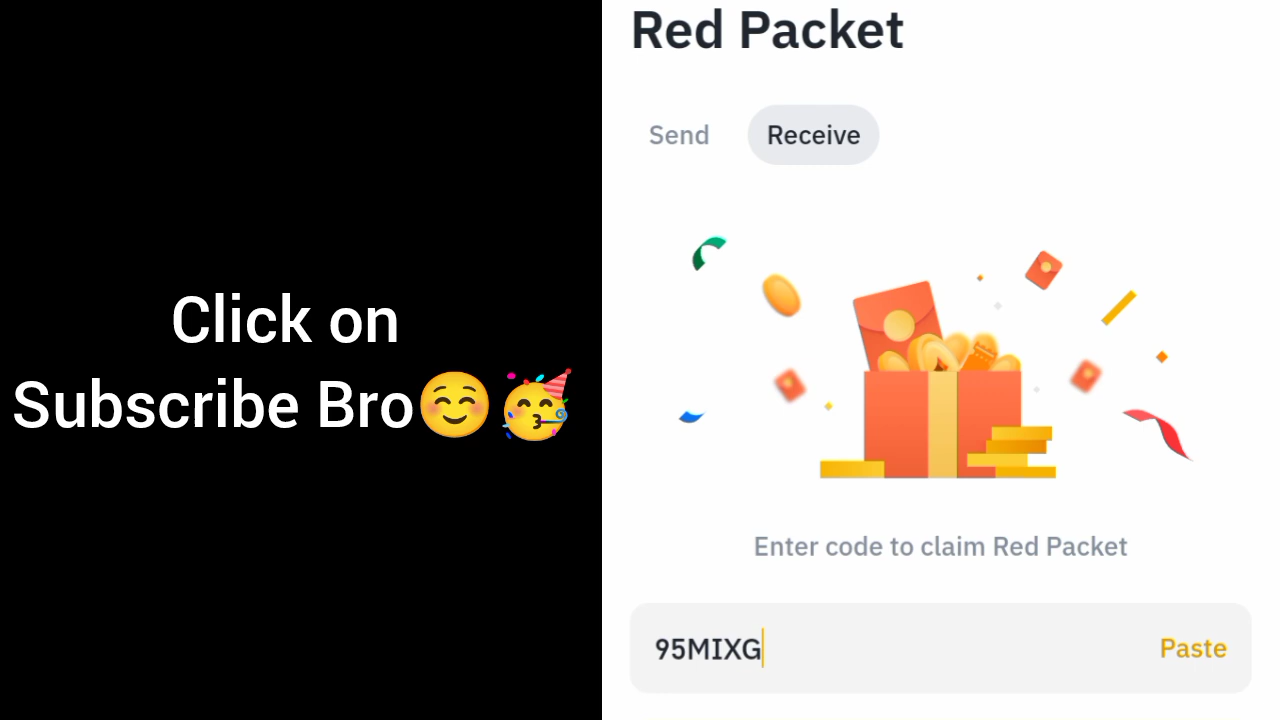 Click on
Subscribe Bro☺️🥳
Red Packet
Send
Receive
Enter code to claim Red Packet
95MIXG
Paste